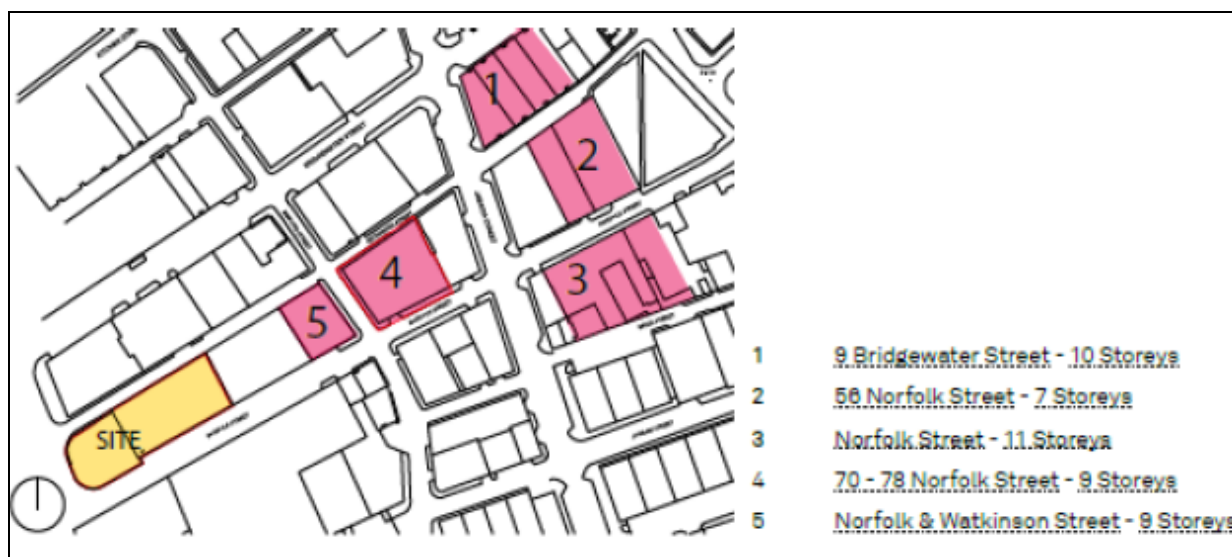 1
2
3
4
5
SITE
1 9 Bridgewater Street - 10 Storeys
2 56 Norfolk Street - 7 Storeys
3 Norfolk Street - 11 Storeys
4 70 - 78 Norfolk Street - 9 Storeys
5 Norfolk & Watkinson Street - 9 Storeys